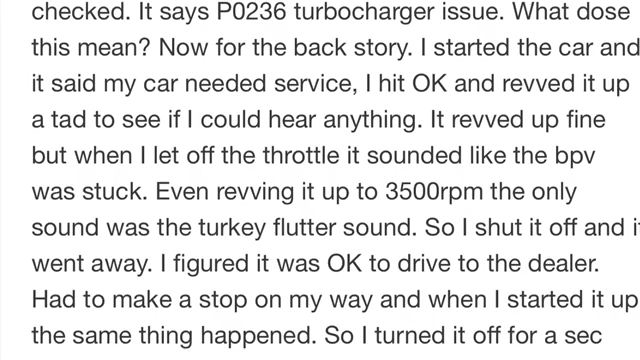 checked. It says P0236 turbocharger issue. What dose
this mean? Now for the back story. I started the car and
it said my car needed service, I hit OK and revved it up
a tad to see if I could hear anything. It revved up fine
but when I let off the throttle it sounded like the bpv
was stuck. Even revving it up to 3500rpm the only
sound was the turkey flutter sound. So I shut it off and it
went away. I figured it was OK to drive to the dealer.
Had to make a stop on my way and when I started it up
the same thing happened. So I turned it off for a sec